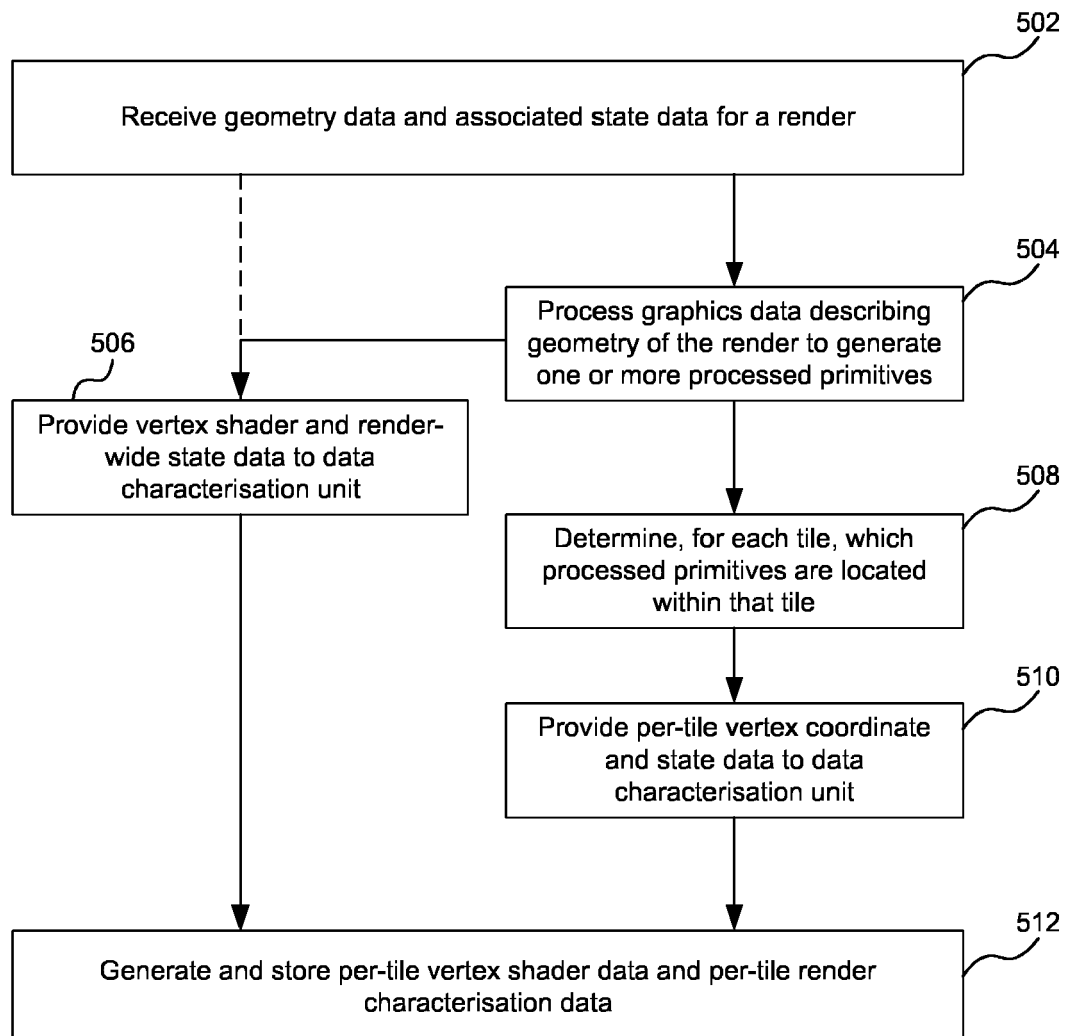 502
Receive geometry data and associated state data for a render
504
Process graphics data describing
geometry of the render to generate
one or more processed primitives
506
Provide vertex shader and render-
wide state data to data
characterisation unit
508
Determine, for each tile, which
processed primitives are located
within that tile
510
Provide per-tile vertex coordinate
and state data to data
characterisation unit
512
Generate and store per-tile vertex shader data and per-tile render
characterisation data